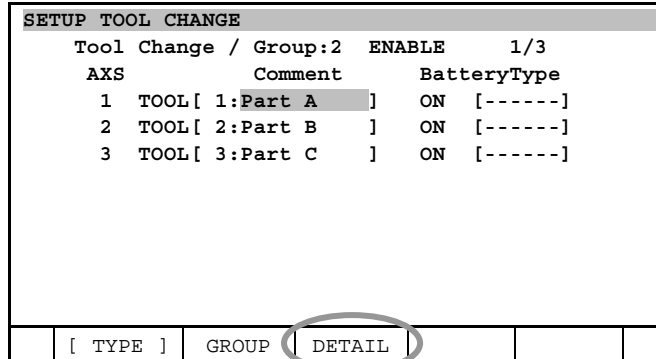 SETUP TOOL CHANGE
Tool Change / Group:2 ENABLE 1/3
AXS Comment BatteryType
1 TOOL[ 1:Part A ] ON [------]
2 TOOL[ 2:Part B ] ON [------]
3 TOOL[ 3:Part C ] ON [------]
[ TYPE ] GROUP DETAIL